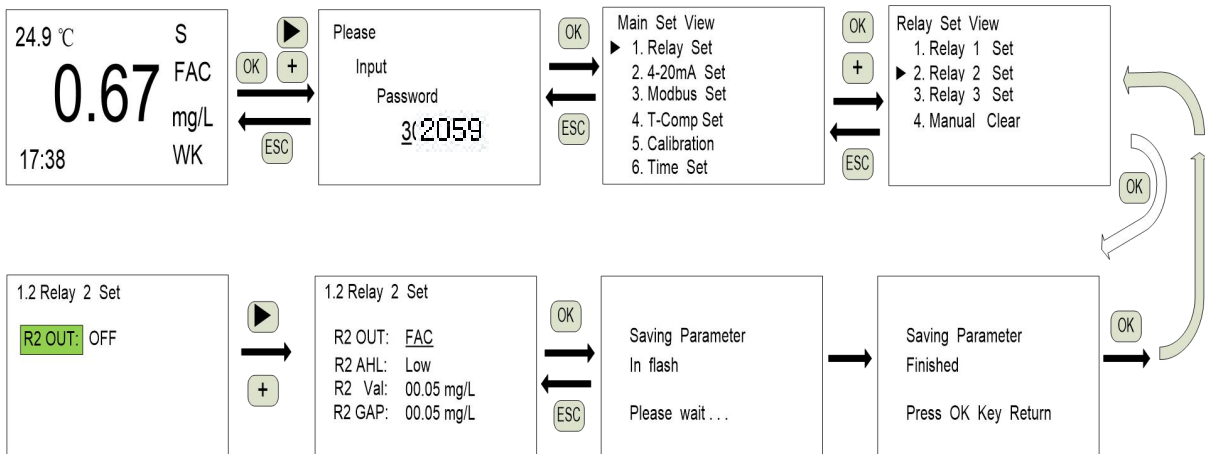 24.9 ℃ S
0.67 FAC
mg/L
17:38 WK
OK +
ESC
Please
Input
Password
3(2059
OK
ESC
Main Set View
1. Relay Set
2. 4-20mA Set
3. Modbus Set
4. T-Comp Set
5. Calibration
6. Time Set
OK
+
ESC
Relay Set View
1. Relay 1 Set
2. Relay 2 Set
3. Relay 3 Set
4. Manual Clear
OK
1.2 Relay 2 Set
R2 OUT: OFF
+
1.2 Relay 2 Set
R2 OUT: FAC
R2 AHL: Low
R2 Val: 00.05 mg/L
R2 GAP: 00.05 mg/L
OK
ESC
Saving Parameter
In flash
Please wait . . .
Saving Parameter
Finished
Press OK Key Return
OK